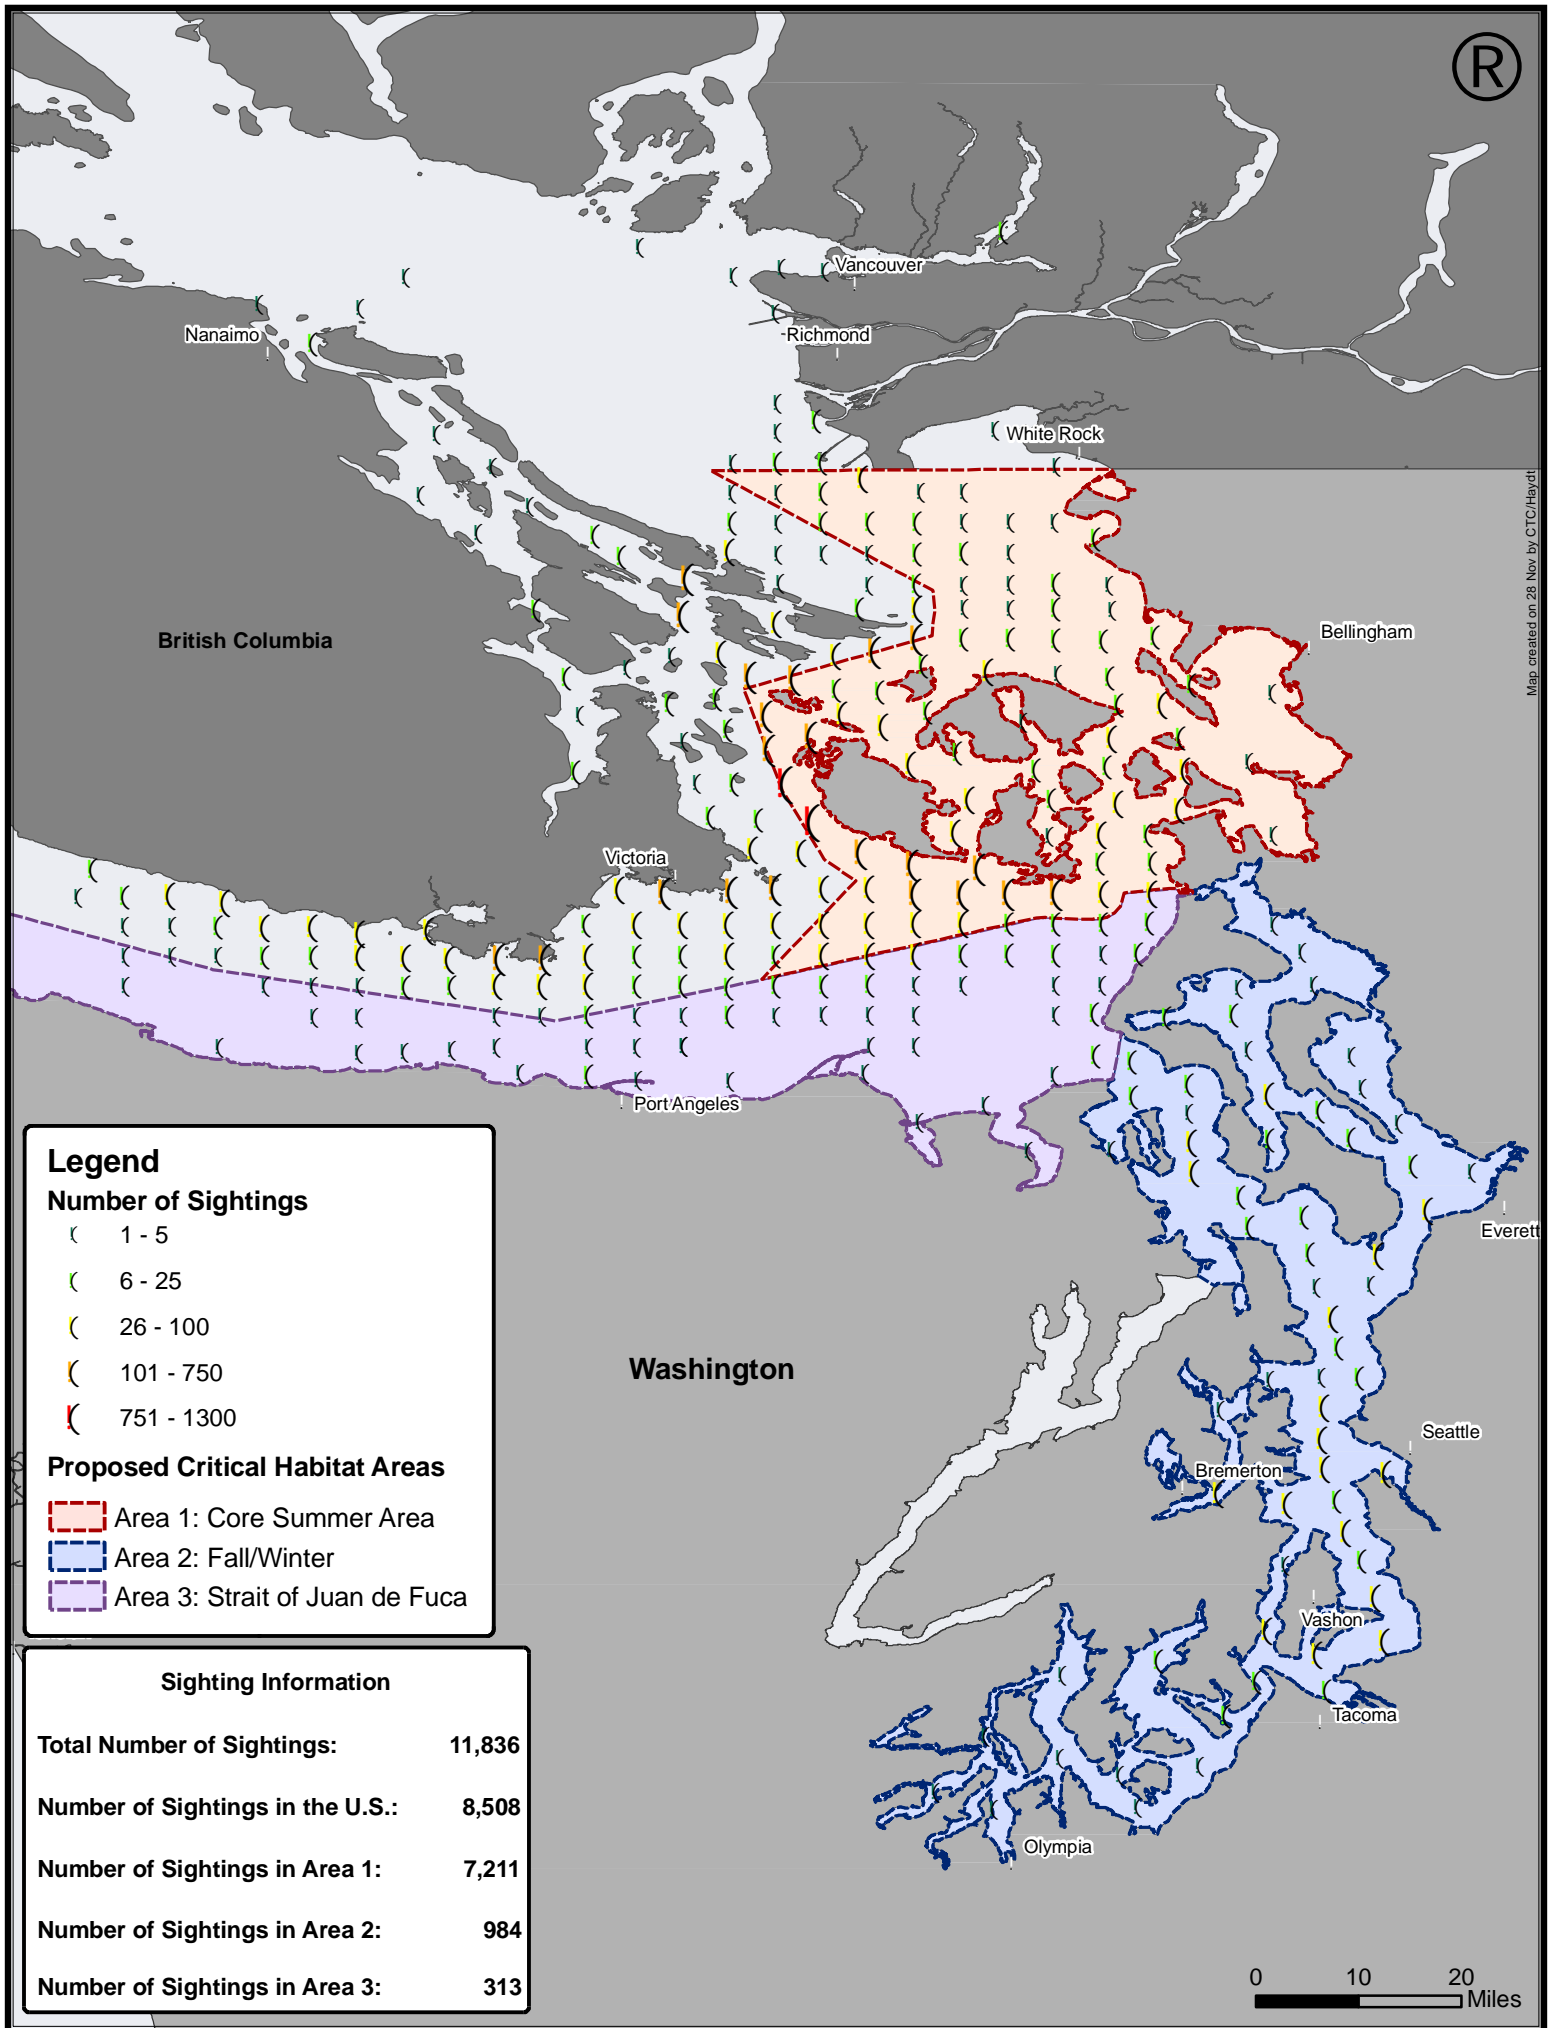 ®
Vancouver
Nanaimo
Richmond
White Rock
Map created on 28 Nov by CTC/Haydt
British Columbia
Bellingham
Victoria
Port Angeles
Everett
Washington
Seattle
Bremerton
Vashon
Tacoma
Olympia
Legend
Number of Sightings
1 - 5
6 - 25
26 - 100
101 - 750
751 - 1300
Proposed Critical Habitat Areas
Area 1: Core Summer Area
Area 2: Fall/Winter
Area 3: Strait of Juan de Fuca
Sighting Information
Total Number of Sightings: 11,836
Number of Sightings in the U.S.: 8,508
Number of Sightings in Area 1: 7,211
Number of Sightings in Area 2: 984
Number of Sightings in Area 3: 313
0 10 20
Miles